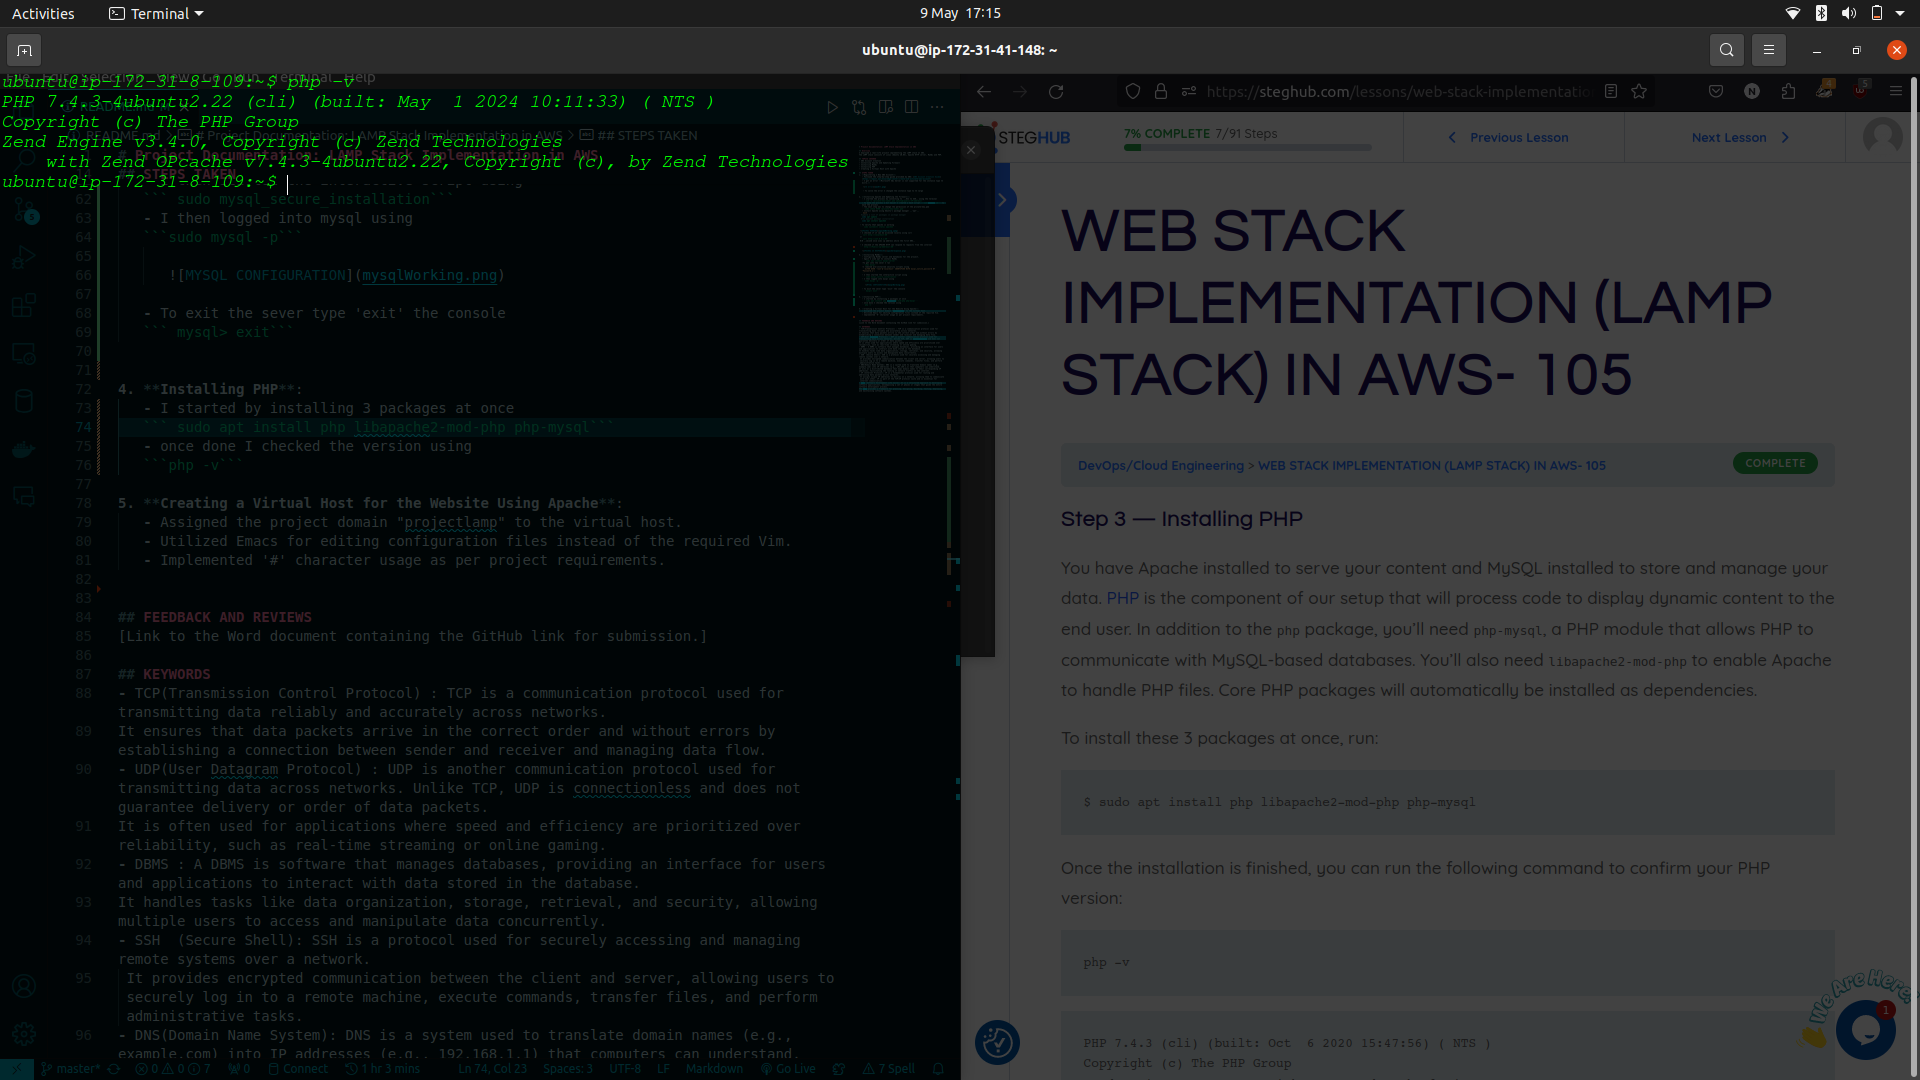 Activities
Terminal
9 May 17:15
ubuntu@ip-172-31-41-148: ~
ubuntu@ip-172-31-8-109:~$ php -v
PHP 7.4.3-4ubuntu2.22 (cli) (built: May  1 2024 10:11:33) ( NTS )
Copyright (c) The PHP Group
Zend Engine v3.4.0, Copyright (c) Zend Technologies
with Zend OPcache v7.4.3-4ubuntu2.22, Copyright (c), by Zend Technologies
ubuntu@ip-172-31-8-109:~$
# Project Documentation: LAMP Stack Implementation in AWS > ## STEPS TAKEN
# Project Documentation: LAMP Stack Implementation in AWS
## STEPS TAKEN
62 ``` sudo mysql_secure_installation```
63 - I then logged into mysql using
64 ```sudo mysql -p```
65
66 ![MYSQL CONFIGURATION](mysqlWorking.png)
67
68 - To exit the sever type 'exit' the console
69 ``` mysql> exit```
70
71
72 4. **Installing PHP**:
73 - I started by installing 3 packages at once
74 ``` sudo apt install php libapache2-mod-php php-mysql```
75 - once done I checked the version using
76 ```php -v```
77
78 5. **Creating a Virtual Host for the Website Using Apache**:
79 - Assigned the project domain "projectlamp" to the virtual host.
80 - Utilized Emacs for editing configuration files instead of the required Vim.
81 - Implemented '#' character usage as per project requirements.
82
83
84 ## FEEDBACK AND REVIEWS
85 [Link to the Word document containing the GitHub link for submission.]
86
87 ## KEYWORDS
88 - TCP(Transmission Control Protocol) : TCP is a communication protocol used for
transmitting data reliably and accurately across networks.
89 It ensures that data packets arrive in the correct order and without errors by
establishing a connection between sender and receiver and managing data flow.
90 - UDP(User Datagram Protocol) : UDP is another communication protocol used for
transmitting data across networks. Unlike TCP, UDP is connectionless and does not
guarantee delivery or order of data packets.
91 It is often used for applications where speed and efficiency are prioritized over
reliability, such as real-time streaming or online gaming.
92 - DBMS : A DBMS is software that manages databases, providing an interface for users
and applications to interact with data stored in the database.
93 It handles tasks like data organization, storage, retrieval, and security, allowing
multiple users to access and manipulate data concurrently.
94 - SSH  (Secure Shell): SSH is a protocol used for securely accessing and managing
remote systems over a network.
95 It provides encrypted communication between the client and server, allowing users to
securely log in to a remote machine, execute commands, transfer files, and perform
administrative tasks.
96 - DNS(Domain Name System): DNS is a system used to translate domain names (e.g.,
example.com) into IP addresses (e.g., 192.168.1.1) that computers can understand.
master* 0 0 7 0 Connect 1 hr 3 mins Ln 74, Col 23 Spaces: 3 UTF-8 LF Markdown Go Live 7 Spell
https://steghub.com/lessons/web-stack-implementatio
STEGHUB
7% COMPLETE 7/91 Steps
Previous Lesson
Next Lesson
WEB STACK
IMPLEMENTATION (LAMP
STACK) IN AWS- 105
DevOps/Cloud Engineering > WEB STACK IMPLEMENTATION (LAMP STACK) IN AWS- 105
COMPLETE
Step 3 — Installing PHP
You have Apache installed to serve your content and MySQL installed to store and manage your
data. PHP is the component of our setup that will process code to display dynamic content to the
end user. In addition to the php package, you’ll need php-mysql, a PHP module that allows PHP to
communicate with MySQL-based databases. You’ll also need libapache2-mod-php to enable Apache
to handle PHP files. Core PHP packages will automatically be installed as dependencies.
To install these 3 packages at once, run:
$ sudo apt install php libapache2-mod-php php-mysql
Once the installation is finished, you can run the following command to confirm your PHP
version:
php -v
PHP 7.4.3 (cli) (built: Oct  6 2020 15:47:56) ( NTS )
Copyright (c) The PHP Group
We Are Here!
1